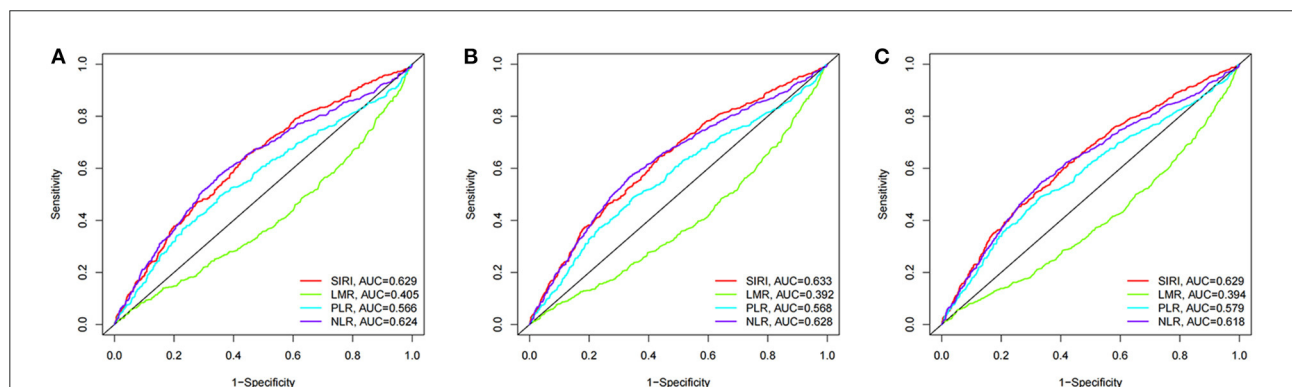 A
Sensitivity
1.0
0.8
0.6
0.4
0.2
0.0
SIRI, AUC=0.629
LMR, AUC=0.405
PLR, AUC=0.566
NLR, AUC=0.624
0.0 0.2 0.4 0.6 0.8 1.0
1-Specificity
B
Sensitivity
1.0
0.8
0.6
0.4
0.2
0.0
SIRI, AUC=0.633
LMR, AUC=0.392
PLR, AUC=0.568
NLR, AUC=0.628
0.0 0.2 0.4 0.6 0.8 1.0
1-Specificity
C
Sensitivity
1.0
0.8
0.6
0.4
0.2
0.0
SIRI, AUC=0.629
LMR, AUC=0.394
PLR, AUC=0.579
NLR, AUC=0.618
0.0 0.2 0.4 0.6 0.8 1.0
1-Specificity